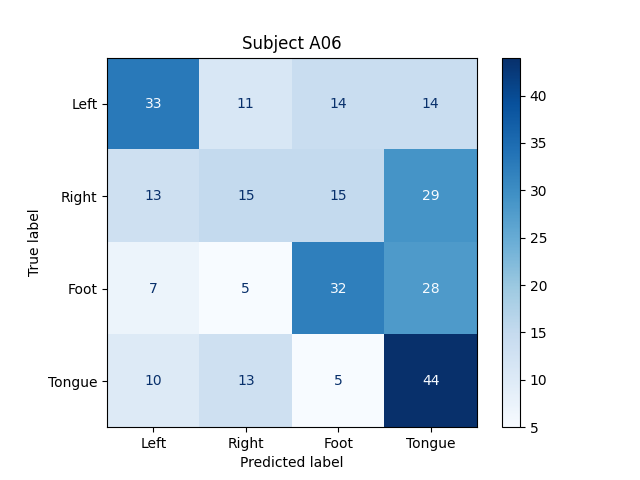 Subject A06
True label
Left 33 11 14 14
Right 13 15 15 29
Foot 7 5 32 28
Tongue 10 13 5 44
Left Right Foot Tongue
Predicted label
40
35
30
25
20
15
10
5